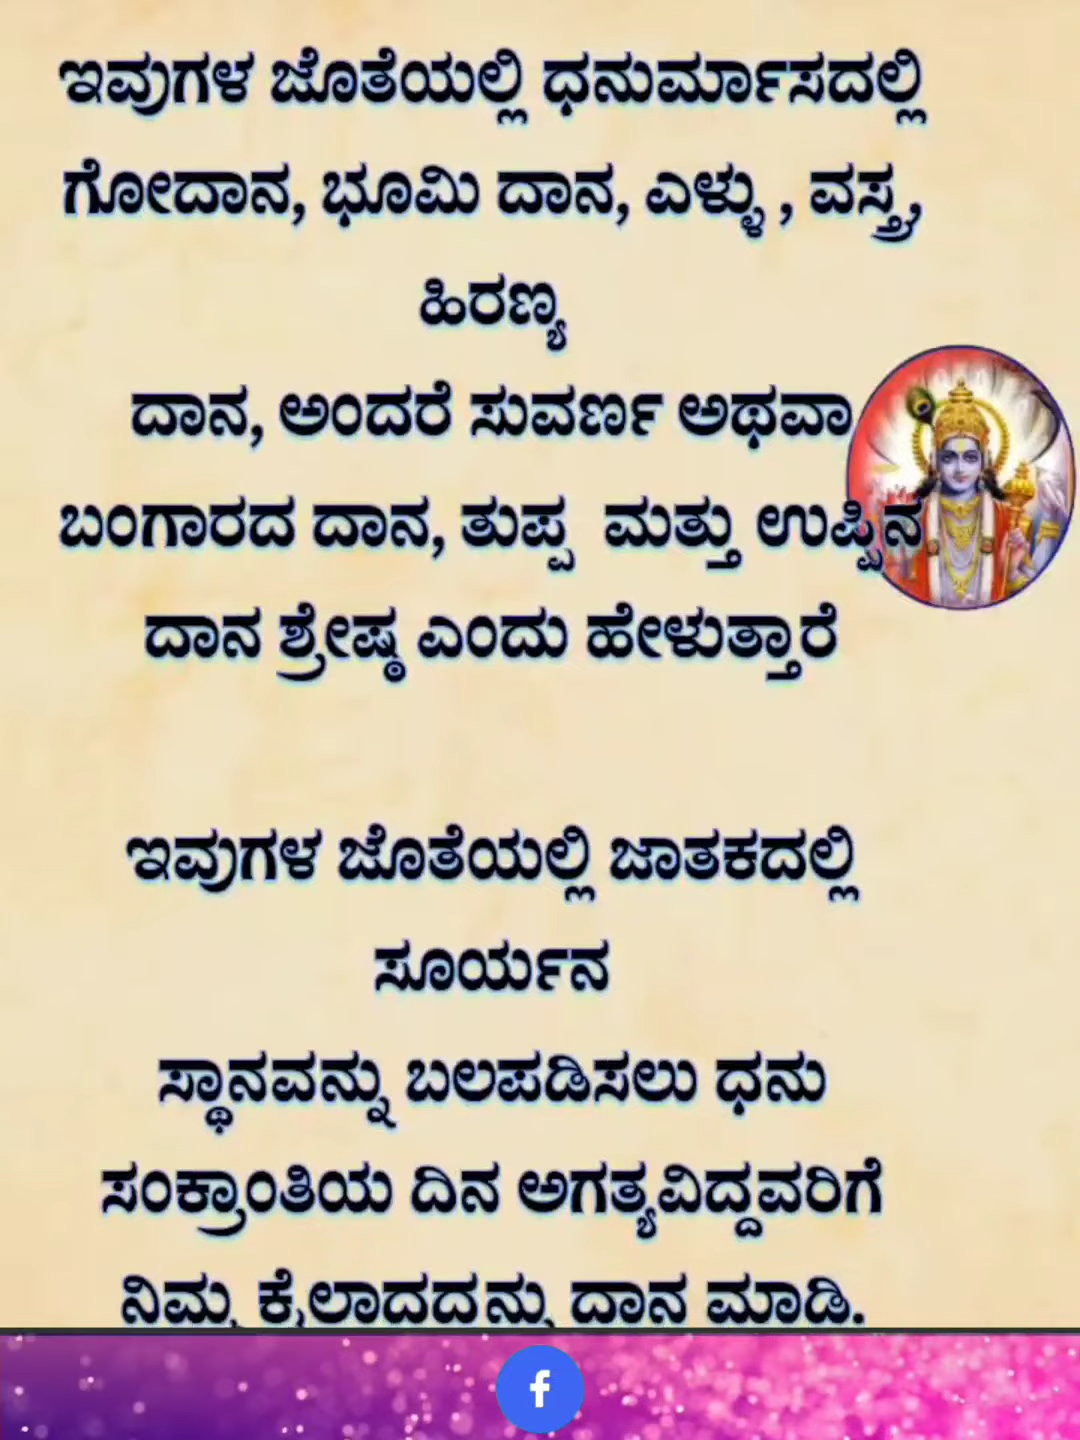 ಇವುಗಳ ಜೊತೆಯಲ್ಲಿ ಧನುರ್ಮಾಸದಲ್ಲಿ
ಗೋದಾನ, ಭೂಮಿ ದಾನ, ಎಳ್ಳು , ವಸ್ತ್ರ,
ಹಿರಣ್ಯ
ದಾನ, ಅಂದರೆ ಸುವರ್ಣ ಅಥವಾ
ಬಂಗಾರದ ದಾನ, ತುಪ್ಪ ಮತ್ತು ಉಪ್ಪಿನ
ದಾನ ಶ್ರೇಷ್ಠ ಎಂದು ಹೇಳುತ್ತಾರೆ
ಇವುಗಳ ಜೊತೆಯಲ್ಲಿ ಜಾತಕದಲ್ಲಿ
ಸೂರ್ಯನ
ಸ್ಥಾನವನ್ನು ಬಲಪಡಿಸಲು ಧನು
ಸಂಕ್ರಾಂತಿಯ ದಿನ ಅಗತ್ಯವಿದ್ದವರಿಗೆ
ನಿಮ್ಮ ಕೈಲಾದದನ್ನು ದಾನ ಮಾಡಿ.